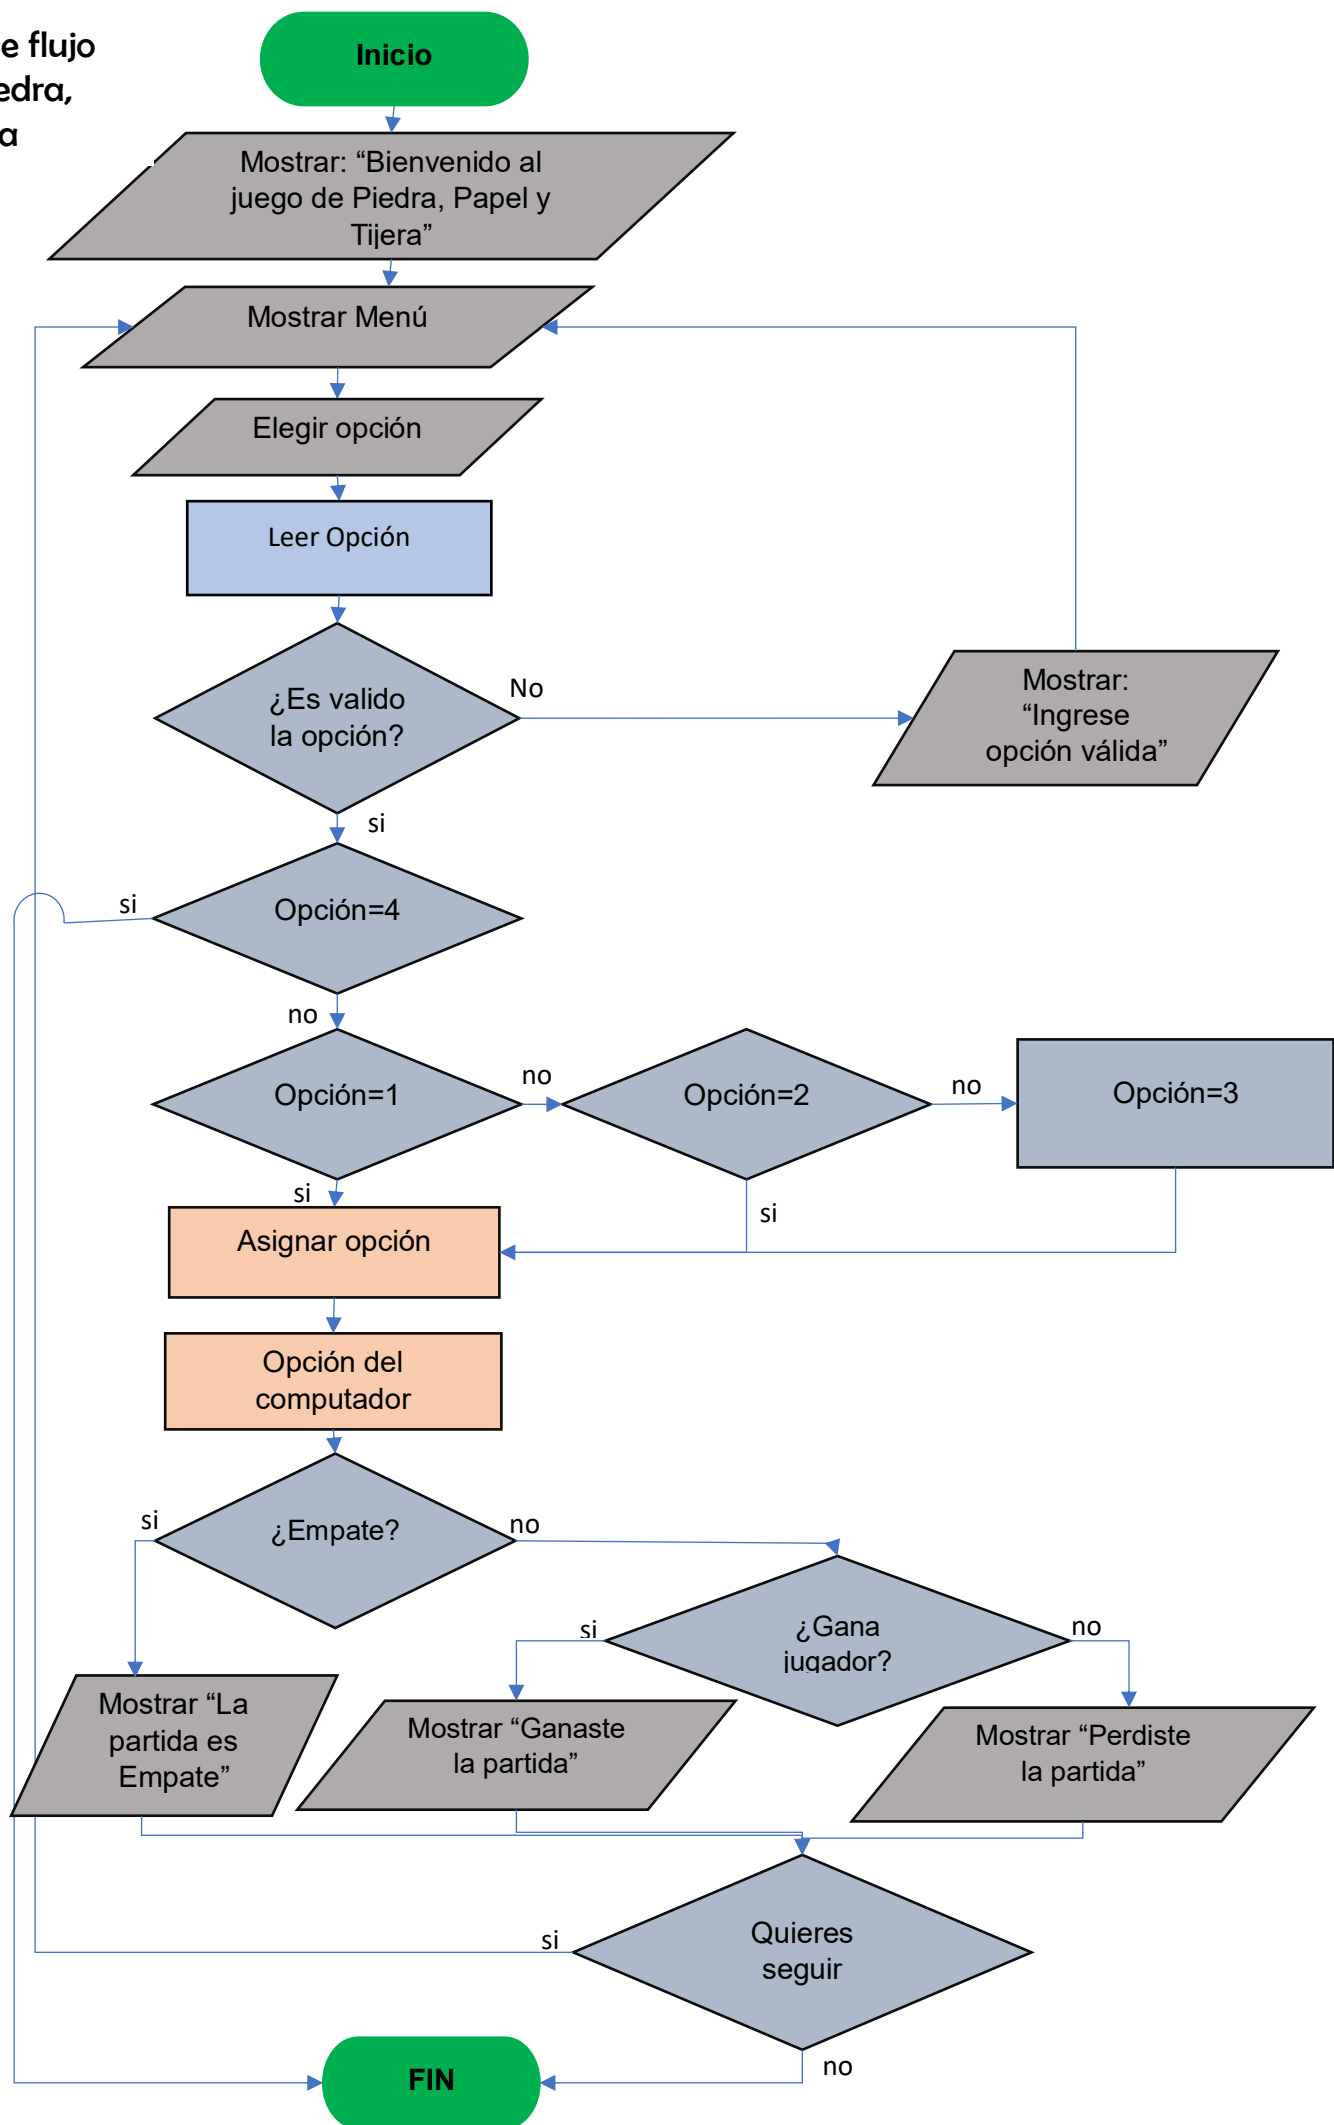 e flujo
edra,
a
Inicio
Mostrar: “Bienvenido al
juego de Piedra, Papel y
Tijera”
Mostrar Menú
Elegir opción
Leer Opción
¿Es valido
la opción?
No
Mostrar:
“Ingrese
opción válida”
si
si
Opción=4
no
Opción=1
no
Opción=2
no
Opción=3
si
si
Asignar opción
Opción del
computador
si
¿Empate?
no
si
¿Gana
jugador?
no
Mostrar “La
partida es
Empate”
Mostrar “Ganaste
la partida”
Mostrar “Perdiste
la partida”
si
Quieres
seguir
no
FIN